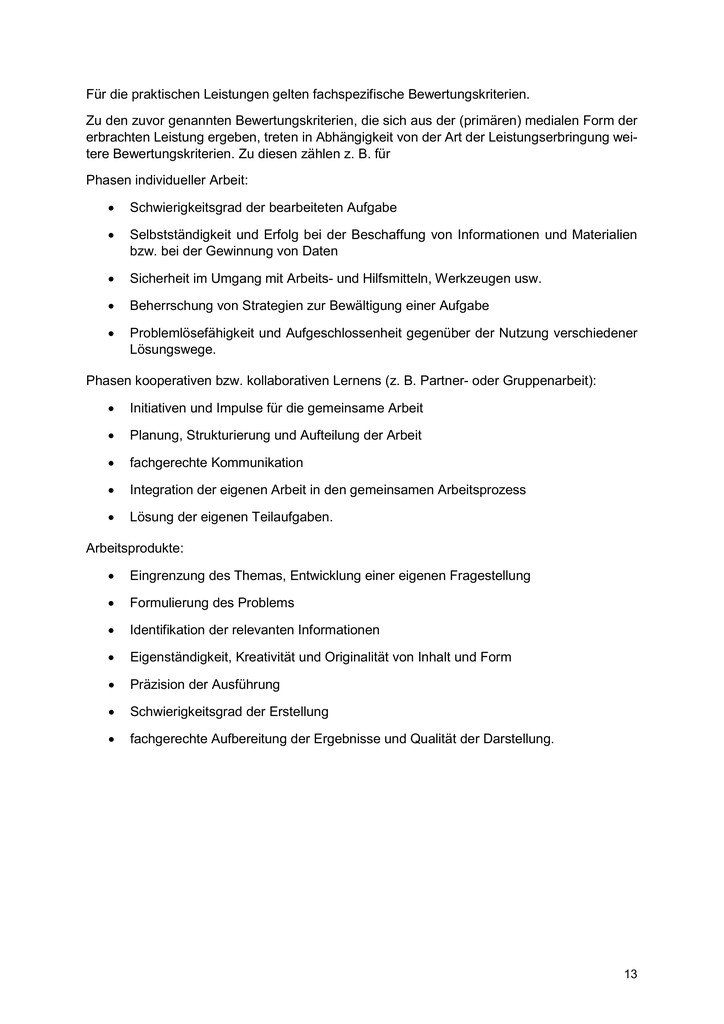 Für die praktischen Leistungen gelten fachspezifische Bewertungskriterien.
Zu den zuvor genannten Bewertungskriterien, die sich aus der (primären) medialen Form der
erbrachten Leistung ergeben, treten in Abhängigkeit von der Art der Leistungserbringung wei-
tere Bewertungskriterien. Zu diesen zählen z. B. für
Phasen individueller Arbeit:
• Schwierigkeitsgrad der bearbeiteten Aufgabe
• Selbstständigkeit und Erfolg bei der Beschaffung von Informationen und Materialien
bzw. bei der Gewinnung von Daten
• Sicherheit im Umgang mit Arbeits- und Hilfsmitteln, Werkzeugen usw.
• Beherrschung von Strategien zur Bewältigung einer Aufgabe
• Problemlösefähigkeit und Aufgeschlossenheit gegenüber der Nutzung verschiedener
Lösungswege.
Phasen kooperativen bzw. kollaborativen Lernens (z. B. Partner- oder Gruppenarbeit):
• Initiativen und Impulse für die gemeinsame Arbeit
• Planung, Strukturierung und Aufteilung der Arbeit
• fachgerechte Kommunikation
• Integration der eigenen Arbeit in den gemeinsamen Arbeitsprozess
• Lösung der eigenen Teilaufgaben.
Arbeitsprodukte:
• Eingrenzung des Themas, Entwicklung einer eigenen Fragestellung
• Formulierung des Problems
• Identifikation der relevanten Informationen
• Eigenständigkeit, Kreativität und Originalität von Inhalt und Form
• Präzision der Ausführung
• Schwierigkeitsgrad der Erstellung
• fachgerechte Aufbereitung der Ergebnisse und Qualität der Darstellung.
13